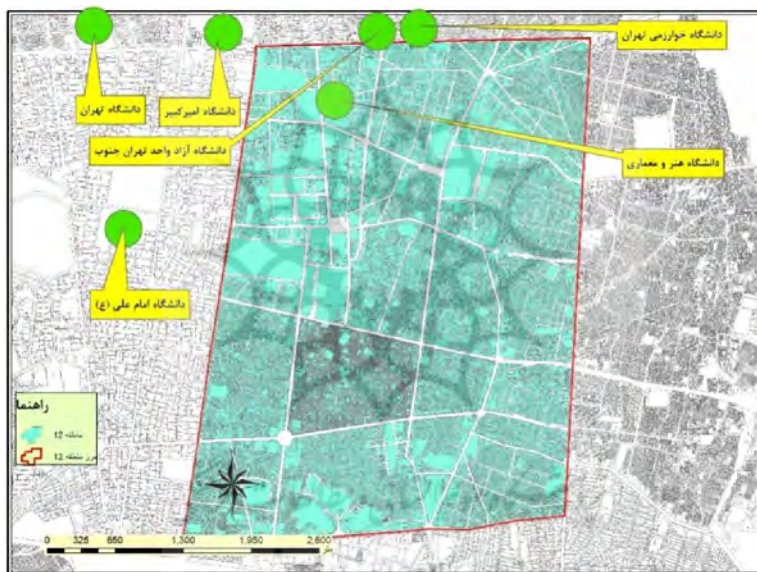 دانشگاه خوارزمی تهران
دانشگاه تهران
دانشگاه امیرکبیر
دانشگاه آزاد واحد تهران جنوب
دانشگاه هنر و معماری
دانشگاه امام علی (ع)
راهنما
منطقه 12
مرز منطقه 12
0 325 650 1,300 1,950 2,600
متر